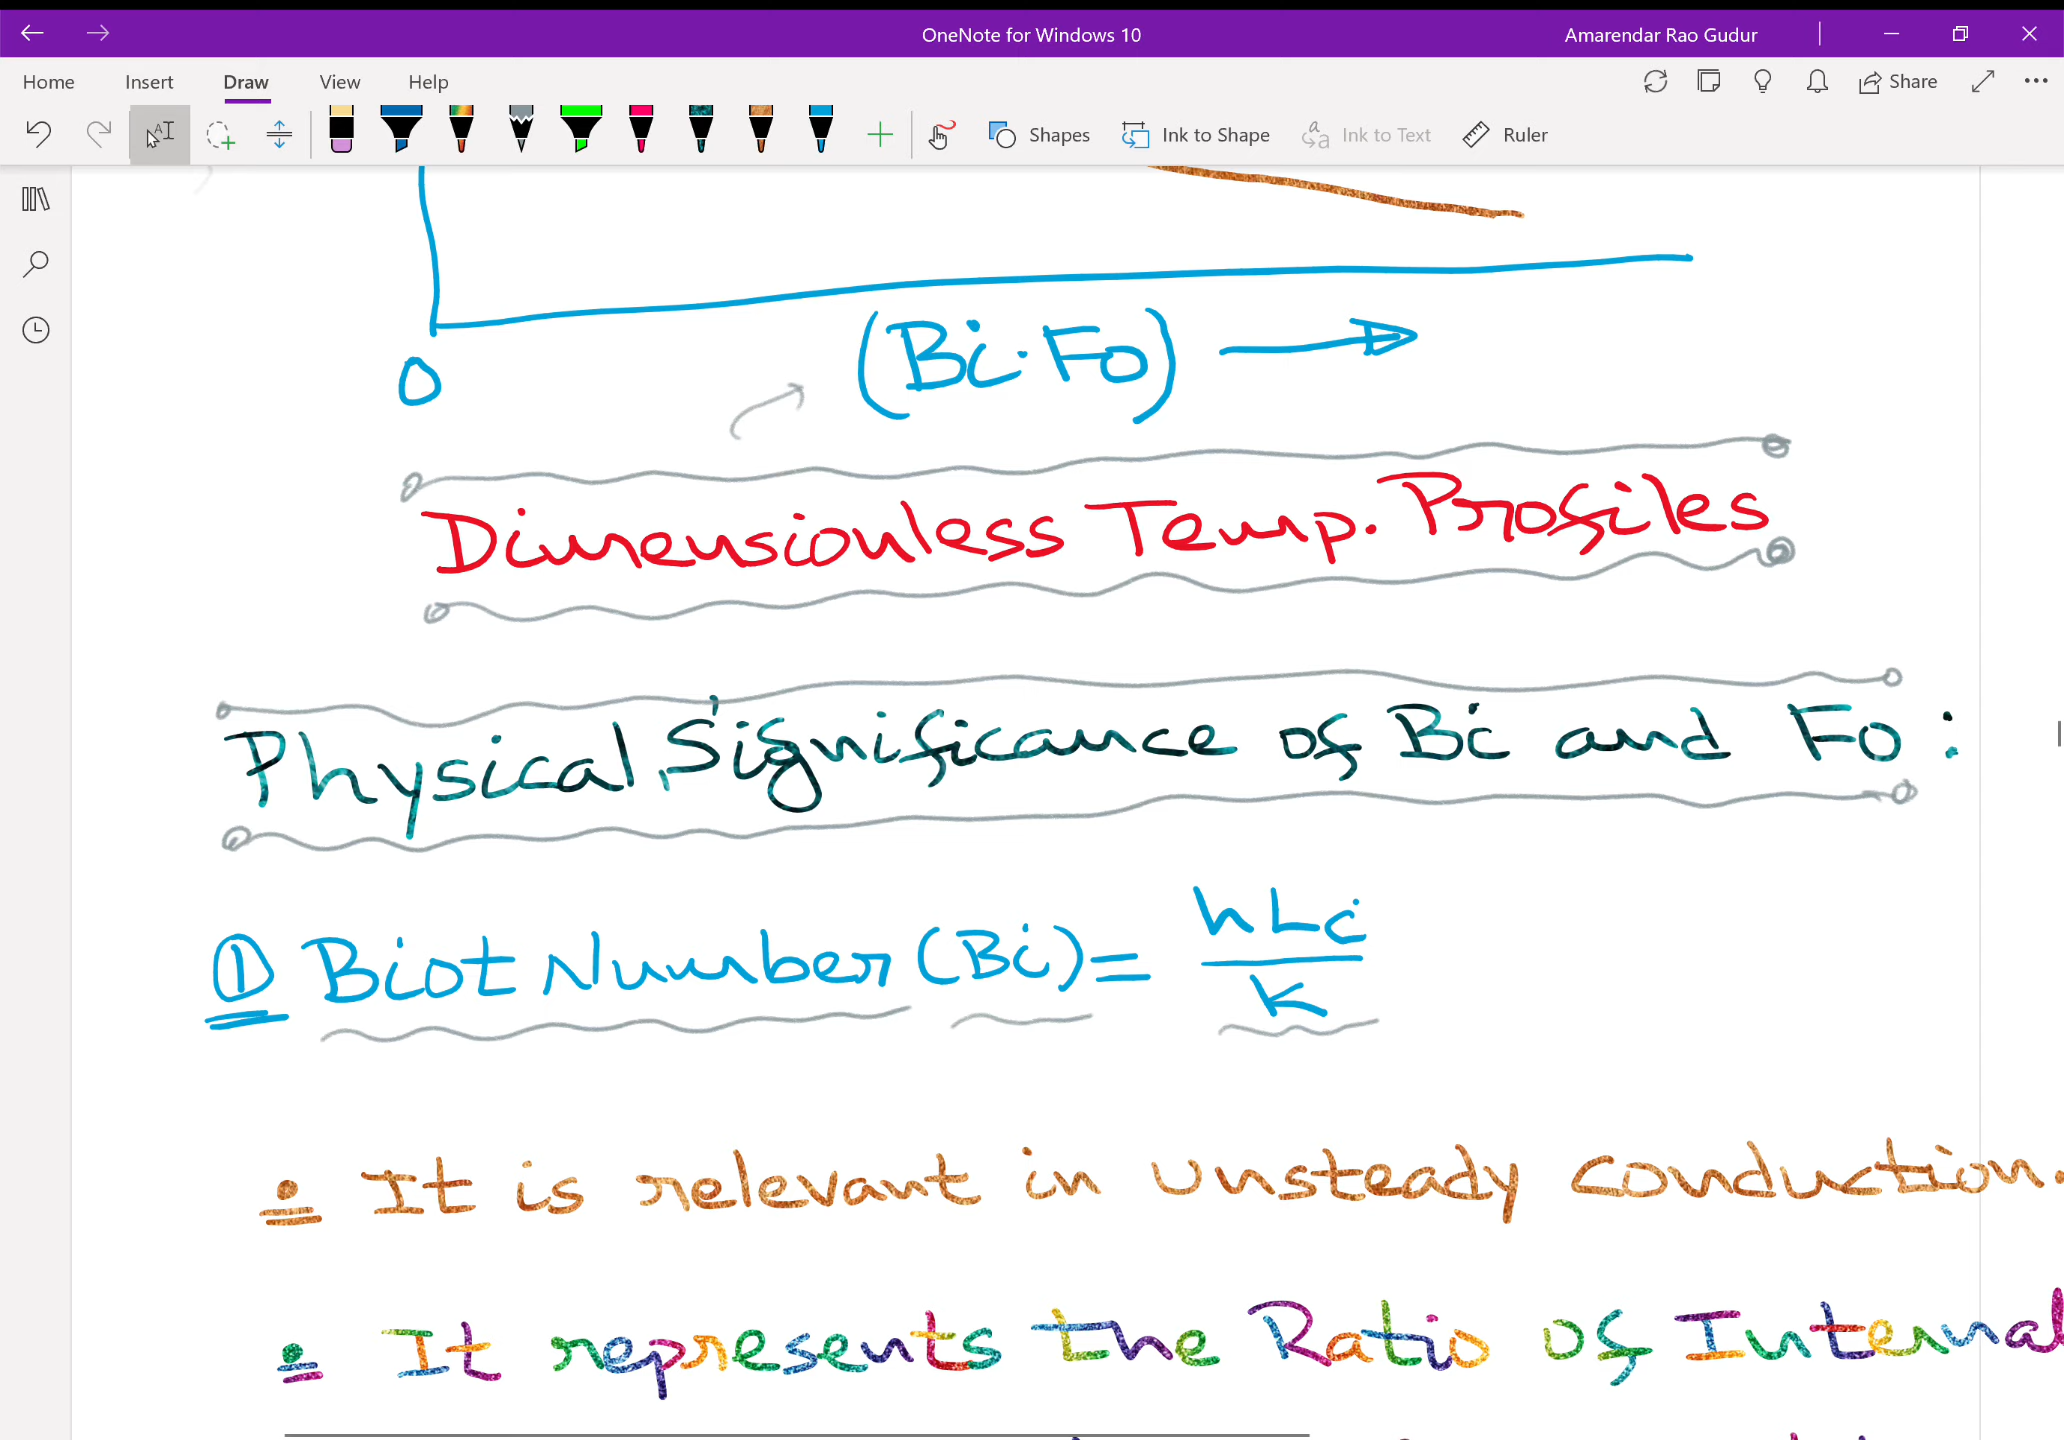 OneNote for Windows 10
Amarendar Rao Gudur
Home Insert Draw View Help
Share
Shapes Ink to Shape Ink to Text Ruler
(Bi·Fo)
0
Dimensionless Temp. Profiles
Physical Significance of Bi and Fo :
① Biot Number (Bi) = hLc / k
It is relevant in unsteady conduction.
It represents the Ratio of Internal